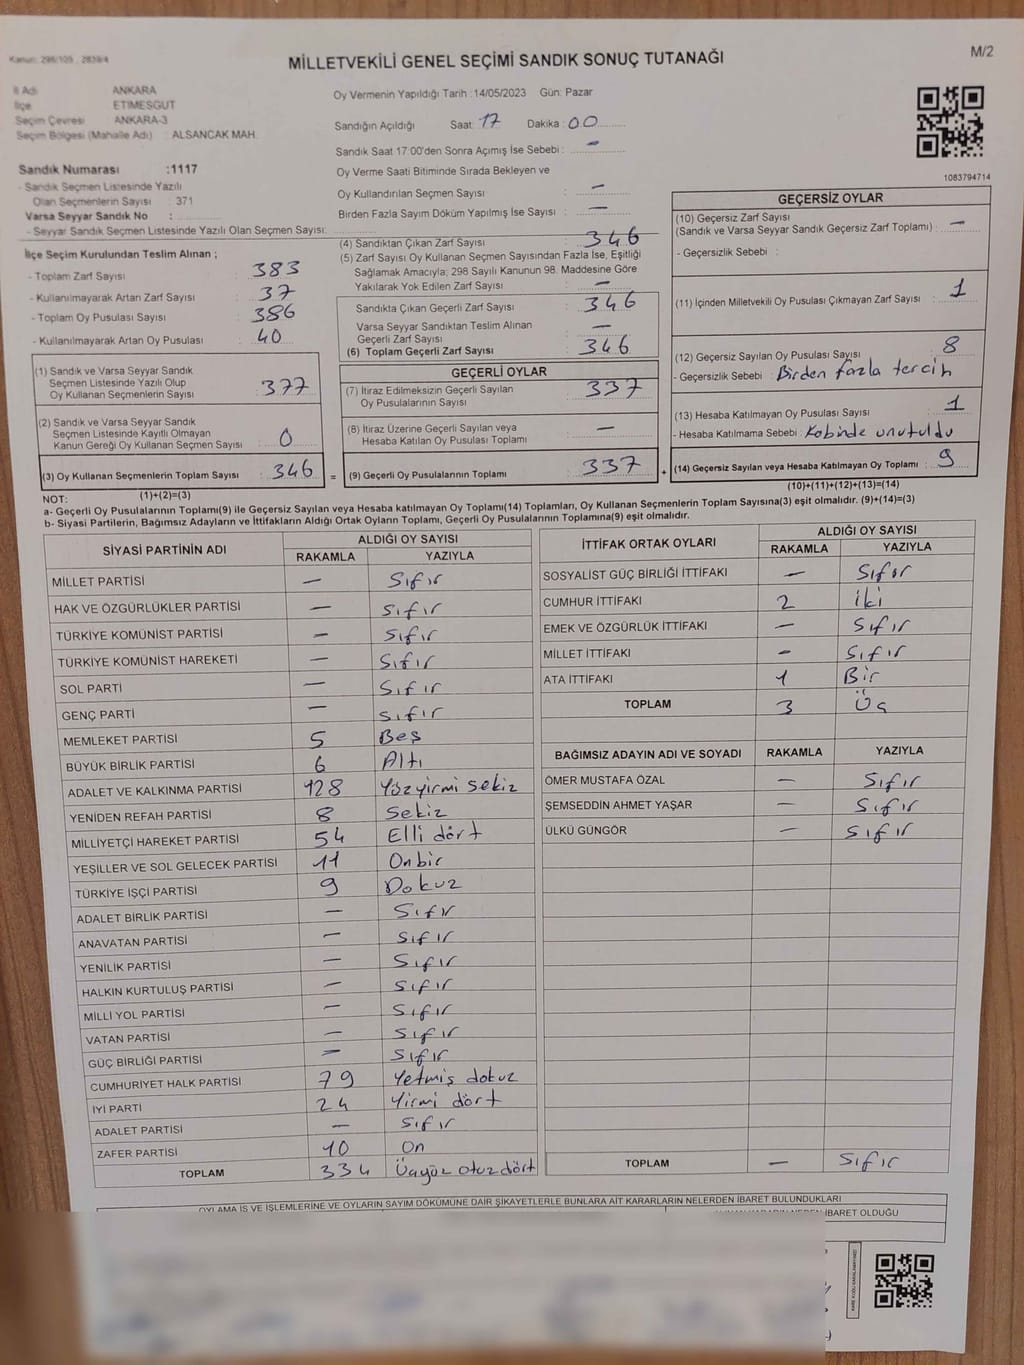 Kanun: 298/105 , 2839/4
M/2
MİLLETVEKİLİ GENEL SEÇİMİ SANDIK SONUÇ TUTANAĞI
İl Adı ANKARA
İlçe ETİMESGUT
Seçim Çevresi ANKARA-3
Seçim Bölgesi (Mahalle Adı) : ALSANCAK MAH.
Oy Vermenin Yapıldığı Tarih :14/05/2023 Gün: Pazar
Sandığın Açıldığı Saat: 17 Dakika : 00
Sandık Saat 17:00'den Sonra Açımış İse Sebebi : -
Oy Verme Saati Bitiminde Sırada Bekleyen ve
Oy Kullandırılan Seçmen Sayısı : -
Birden Fazla Sayım Döküm Yapılmış İse Sayısı : -
1083794714
Sandık Numarası :1117
- Sandık Seçmen Listesinde Yazılı
Olan Seçmenlerin Sayısı : 371
Varsa Seyyar Sandık No :
- Seyyar Sandık Seçmen Listesinde Yazılı Olan Seçmen Sayısı:
İlçe Seçim Kurulundan Teslim Alınan ;
- Toplam Zarf Sayısı : 383
- Kullanılmayarak Artan Zarf Sayısı : 37
- Toplam Oy Pusulası Sayısı : 386
- Kullanılmayarak Artan Oy Pusulası : 40
(1) Sandık ve Varsa Seyyar Sandık
Seçmen Listesinde Yazılı Olup
Oy Kullanan Seçmenlerin Sayısı : 377
(2) Sandık ve Varsa Seyyar Sandık
Seçmen Listesinde Kayıtlı Olmayan
Kanun Gereği Oy Kullanan Seçmen Sayısı : 0
(3) Oy Kullanan Seçmenlerin Toplam Sayısı : 346
(1)+(2)=(3)
(4) Sandıktan Çıkan Zarf Sayısı : 346
(5) Zarf Sayısı Oy Kullanan Seçmen Sayısından Fazla İse, Eşitliği
Sağlamak Amacıyla; 298 Sayılı Kanunun 98. Maddesine Göre
Yakılarak Yok Edilen Zarf Sayısı : -
Sandıkta Çıkan Geçerli Zarf Sayısı : 346
Varsa Seyyar Sandıktan Teslim Alınan
Geçerli Zarf Sayısı : -
(6) Toplam Geçerli Zarf Sayısı : 346
GEÇERLİ OYLAR
(7) İtiraz Edilmeksizin Geçerli Sayılan
Oy Pusulalarının Sayısı : 337
(8) İtiraz Üzerine Geçerli Sayılan veya
Hesaba Katılan Oy Pusulası Toplamı : -
= (9) Geçerli Oy Pusulalarının Toplamı : 337 +
GEÇERSİZ OYLAR
(10) Geçersiz Zarf Sayısı
(Sandık ve Varsa Seyyar Sandık Geçersiz Zarf Toplamı) : -
- Geçersizlik Sebebi :
(11) İçinden Milletvekili Oy Pusulası Çıkmayan Zarf Sayısı : 1
(12) Geçersiz Sayılan Oy Pusulası Sayısı : 8
- Geçersizlik Sebebi : Birden fazla tercih
(13) Hesaba Katılmayan Oy Pusulası Sayısı : 1
- Hesaba Katılmama Sebebi : Kabinde unutuldu
(14) Geçersiz Sayılan veya Hesaba Katılmayan Oy Toplamı : 9
(10)+(11)+(12)+(13)=(14)
NOT:
a- Geçerli Oy Pusulalarının Toplamı(9) ile Geçersiz Sayılan veya Hesaba katılmayan Oy Toplamı(14) Toplamları, Oy Kullanan Seçmenlerin Toplam Sayısına(3) eşit olmalıdır. (9)+(14)=(3)
b- Siyasi Partilerin, Bağımsız Adayların ve İttifakların Aldığı Ortak Oyların Toplamı, Geçerli Oy Pusulalarının Toplamına(9) eşit olmalıdır.
SİYASİ PARTİNİN ADI ALDIĞI OY SAYISI
RAKAMLA YAZIYLA
MİLLET PARTİSİ - Sıfır
HAK VE ÖZGÜRLÜKLER PARTİSİ - Sıfır
TÜRKİYE KOMÜNİST PARTİSİ - Sıfır
TÜRKİYE KOMÜNİST HAREKETİ - Sıfır
SOL PARTİ - Sıfır
GENÇ PARTİ - Sıfır
MEMLEKET PARTİSİ 5 Beş
BÜYÜK BİRLİK PARTİSİ 6 Altı
ADALET VE KALKINMA PARTİSİ 128 Yüzyirmi sekiz
YENİDEN REFAH PARTİSİ 8 Sekiz
MİLLİYETÇİ HAREKET PARTİSİ 54 Elli dört
YEŞİLLER VE SOL GELECEK PARTİSİ 11 Onbir
TÜRKİYE İŞÇİ PARTİSİ 9 Dokuz
ADALET BİRLİK PARTİSİ - Sıfır
ANAVATAN PARTİSİ - Sıfır
YENİLİK PARTİSİ - Sıfır
HALKIN KURTULUŞ PARTİSİ - Sıfır
MİLLİ YOL PARTİSİ - Sıfır
VATAN PARTİSİ - Sıfır
GÜÇ BİRLİĞİ PARTİSİ - Sıfır
CUMHURİYET HALK PARTİSİ 79 Yetmiş dokuz
İYİ PARTİ 24 Yirmi dört
ADALET PARTİSİ - Sıfır
ZAFER PARTİSİ 10 On
TOPLAM 334 Üçyüz otuz dört
İTTİFAK ORTAK OYLARI ALDIĞI OY SAYISI
RAKAMLA YAZIYLA
SOSYALİST GÜÇ BİRLİĞİ İTTİFAKI - Sıfır
CUMHUR İTTİFAKI 2 İki
EMEK VE ÖZGÜRLÜK İTTİFAKI - Sıfır
MİLLET İTTİFAKI - Sıfır
ATA İTTİFAKI 1 Bir
TOPLAM 3 Üç
BAĞIMSIZ ADAYIN ADI VE SOYADI RAKAMLA YAZIYLA
ÖMER MUSTAFA ÖZAL - Sıfır
ŞEMSEDDİN AHMET YAŞAR - Sıfır
ÜLKÜ GÜNGÖR - Sıfır
TOPLAM - Sıfır
OYLAMA İŞ VE İŞLEMLERİNE VE OYLARIN SAYIM DÖKÜMÜNE DAİR ŞİKAYETLERLE BUNLARA AİT KARARLARIN NELERDEN İBARET BULUNDUKLARI
İBARET OLDUĞU